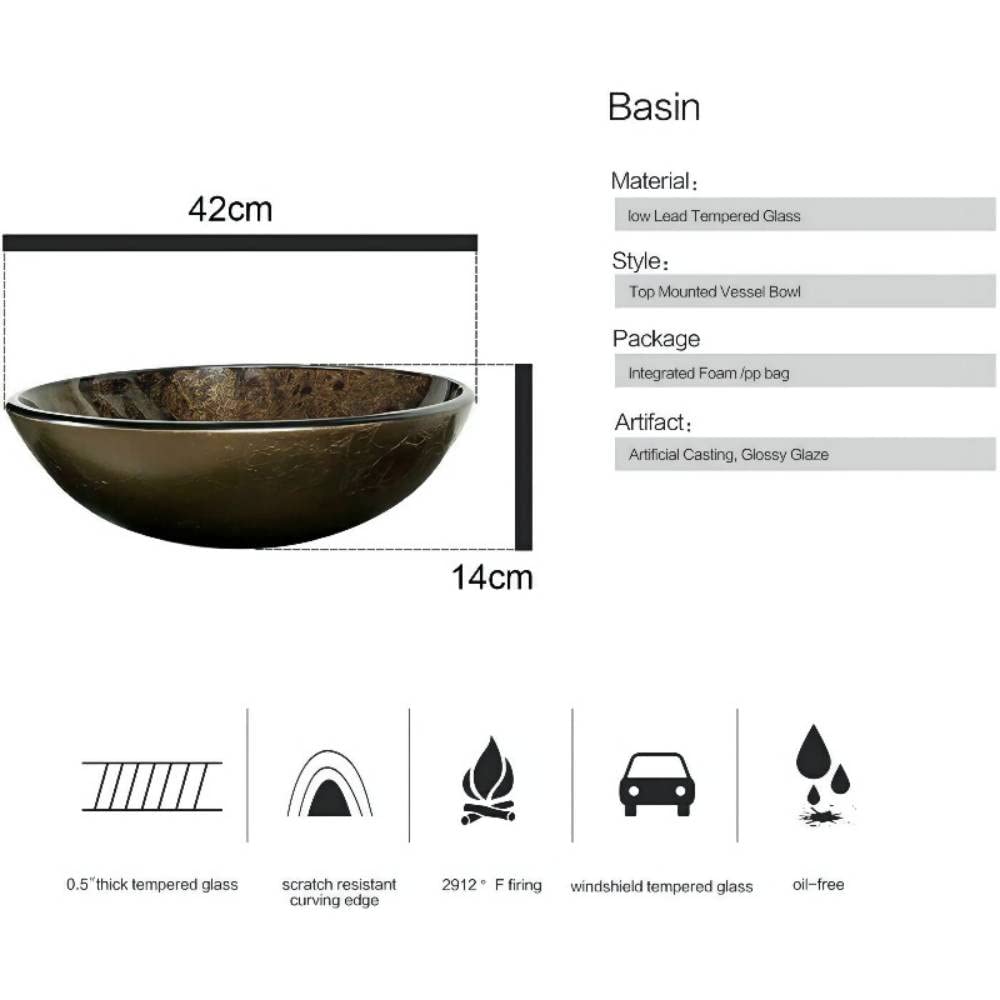 Basin
Material:
low Lead Tempered Glass
Style:
Top Mounted Vessel Bowl
Package
Integrated Foam /pp bag
Artifact:
Artificial Casting, Glossy Glaze
42cm
14cm
0.5"thick tempered glass
scratch resistant
curving edge
2912° F firing
windshield tempered glass
oil-free